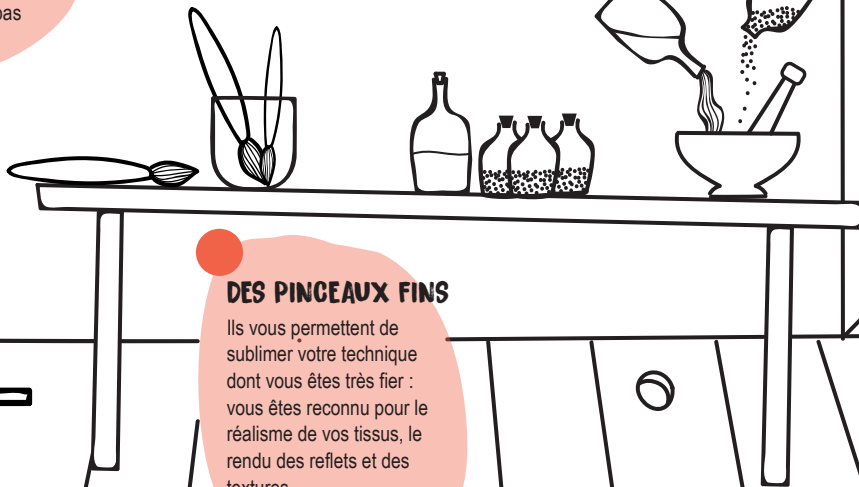 pas
DES PINCEAUX FINS
Ils vous permettent de
sublimer votre technique
dont vous êtes très fier :
vous êtes reconnu pour le
réalisme de vos tissus, le
rendu des reflets et des
textures